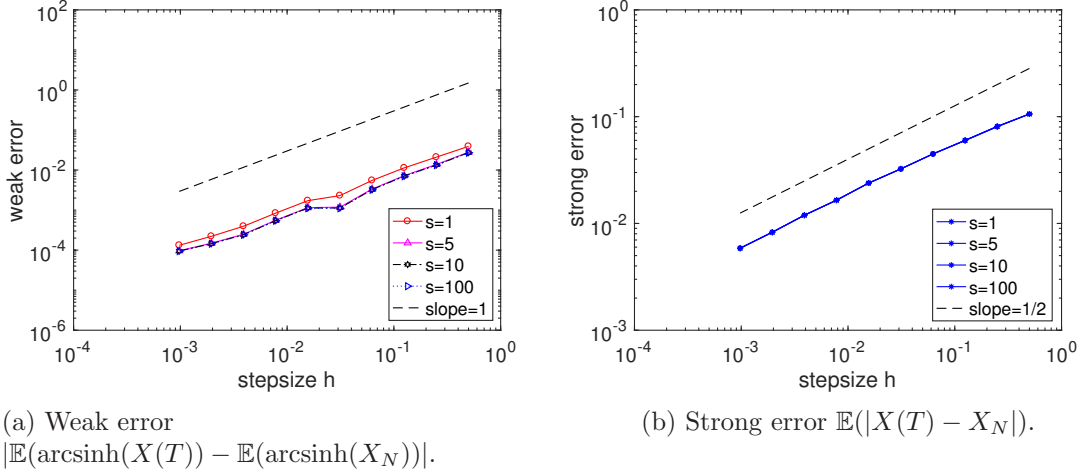 10^2
10^0
10^{-2}
10^{-4}
10^{-6}
weak error
s=1
s=5
s=10
s=100
slope=1
10^{-4}
10^{-3}
10^{-2}
10^{-1}
10^0
stepsize h
10^0
10^{-1}
10^{-2}
10^{-3}
strong error
s=1
s=5
s=10
s=100
slope=1/2
10^{-4}
10^{-3}
10^{-2}
10^{-1}
10^0
stepsize h
(a) Weak error
|𝔼(arcsinh(X(T)) − 𝔼(arcsinh(X_N))|.
(b) Strong error 𝔼(|X(T) − X_N|).